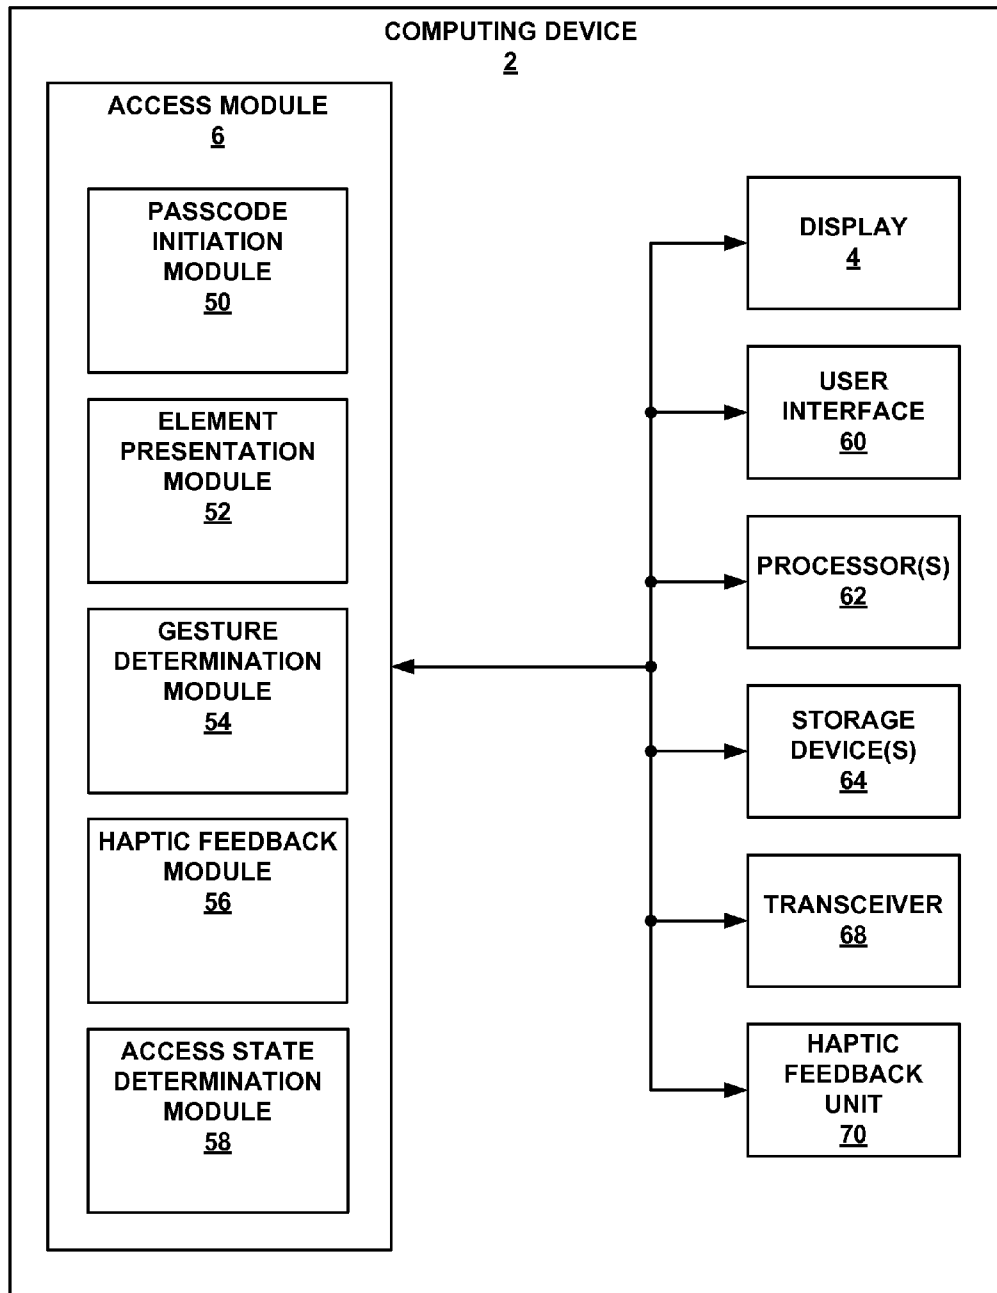 COMPUTING DEVICE
2
ACCESS MODULE
6
PASSCODE
INITIATION
MODULE
50
ELEMENT
PRESENTATION
MODULE
52
GESTURE
DETERMINATION
MODULE
54
HAPTIC FEEDBACK
MODULE
56
ACCESS STATE
DETERMINATION
MODULE
58
DISPLAY
4
USER
INTERFACE
60
PROCESSOR(S)
62
STORAGE
DEVICE(S)
64
TRANSCEIVER
68
HAPTIC
FEEDBACK
UNIT
70